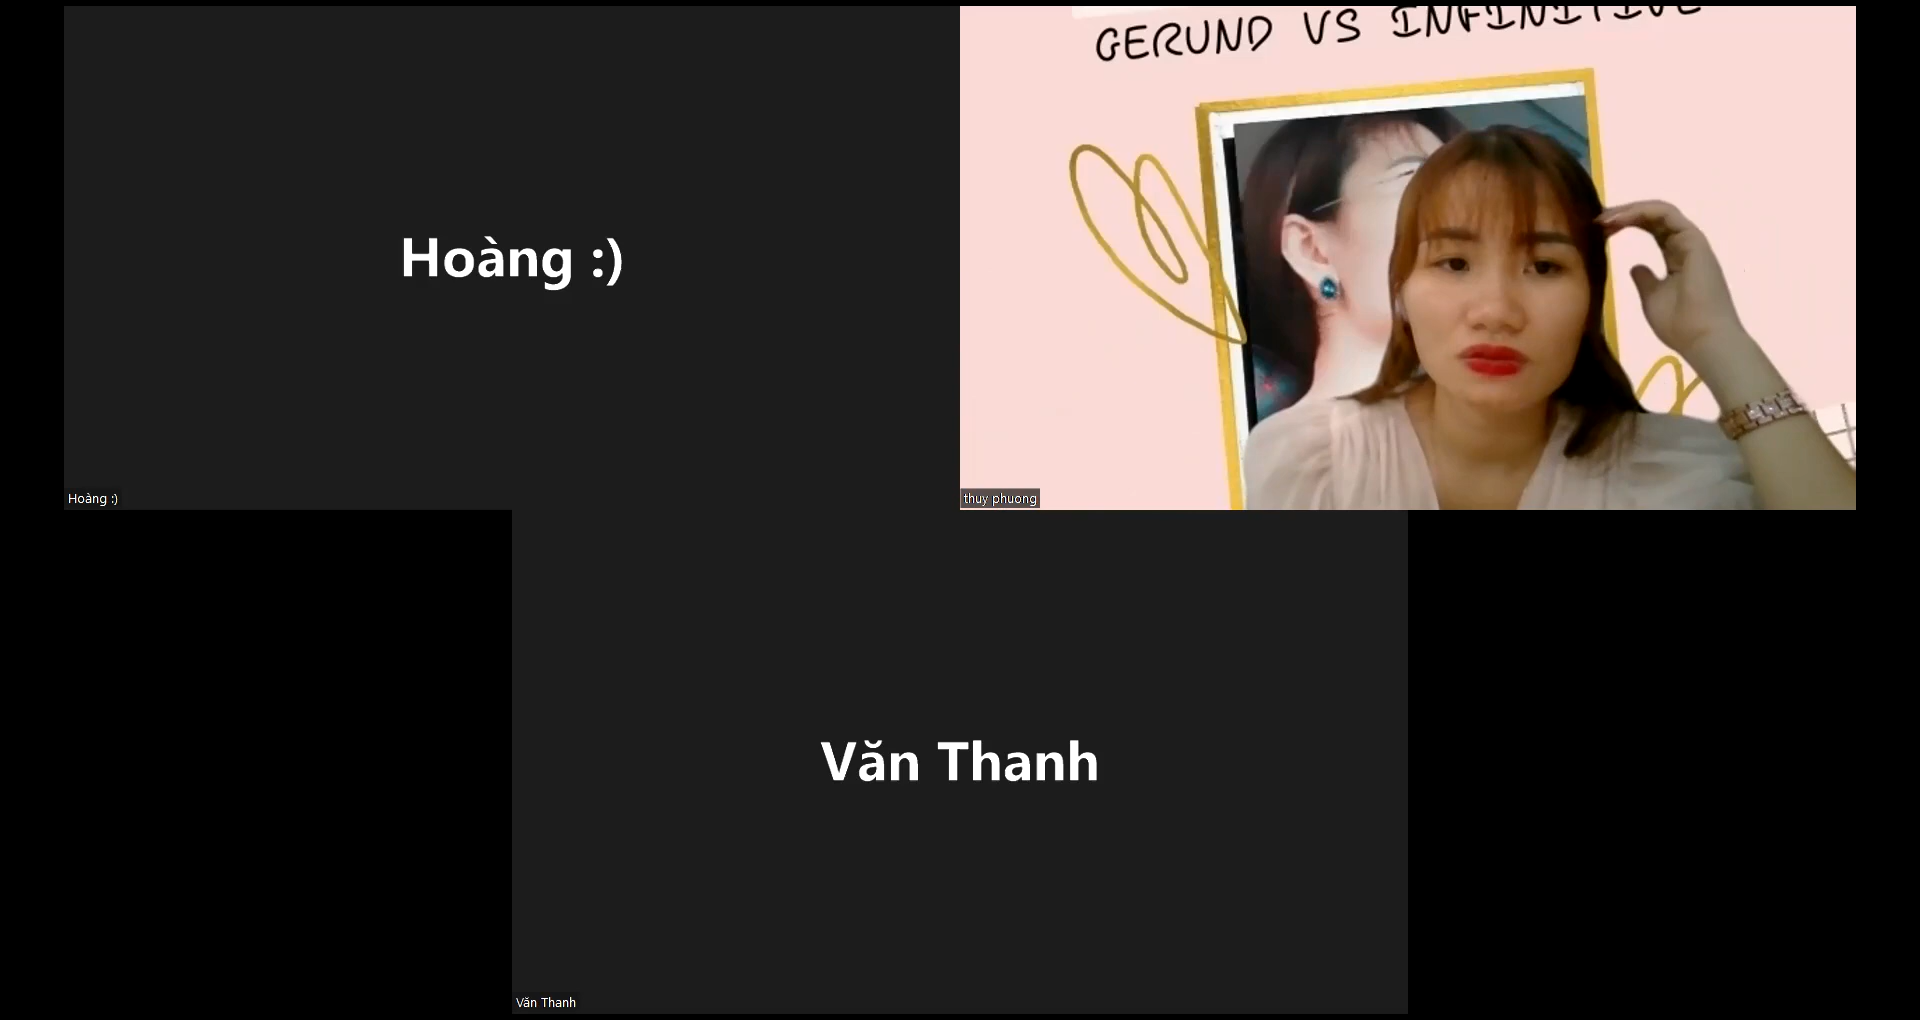 GERUND VS INFINITIVE
Hoàng :)
Hoàng :)
thuy phuong
Văn Thanh
Văn Thanh